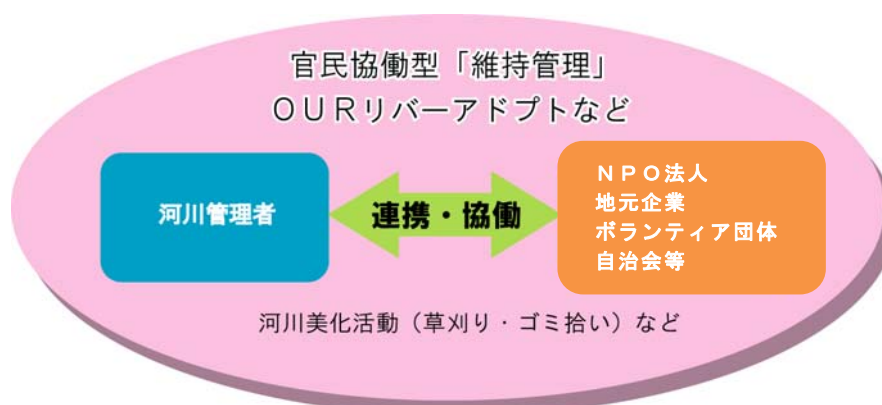 官民協働型「維持管理」
ＯＵＲリバーアドプトなど
河川管理者
連携・協働
ＮＰＯ法人
地元企業
ボランティア団体
自治会等
河川美化活動（草刈り・ゴミ拾い）など